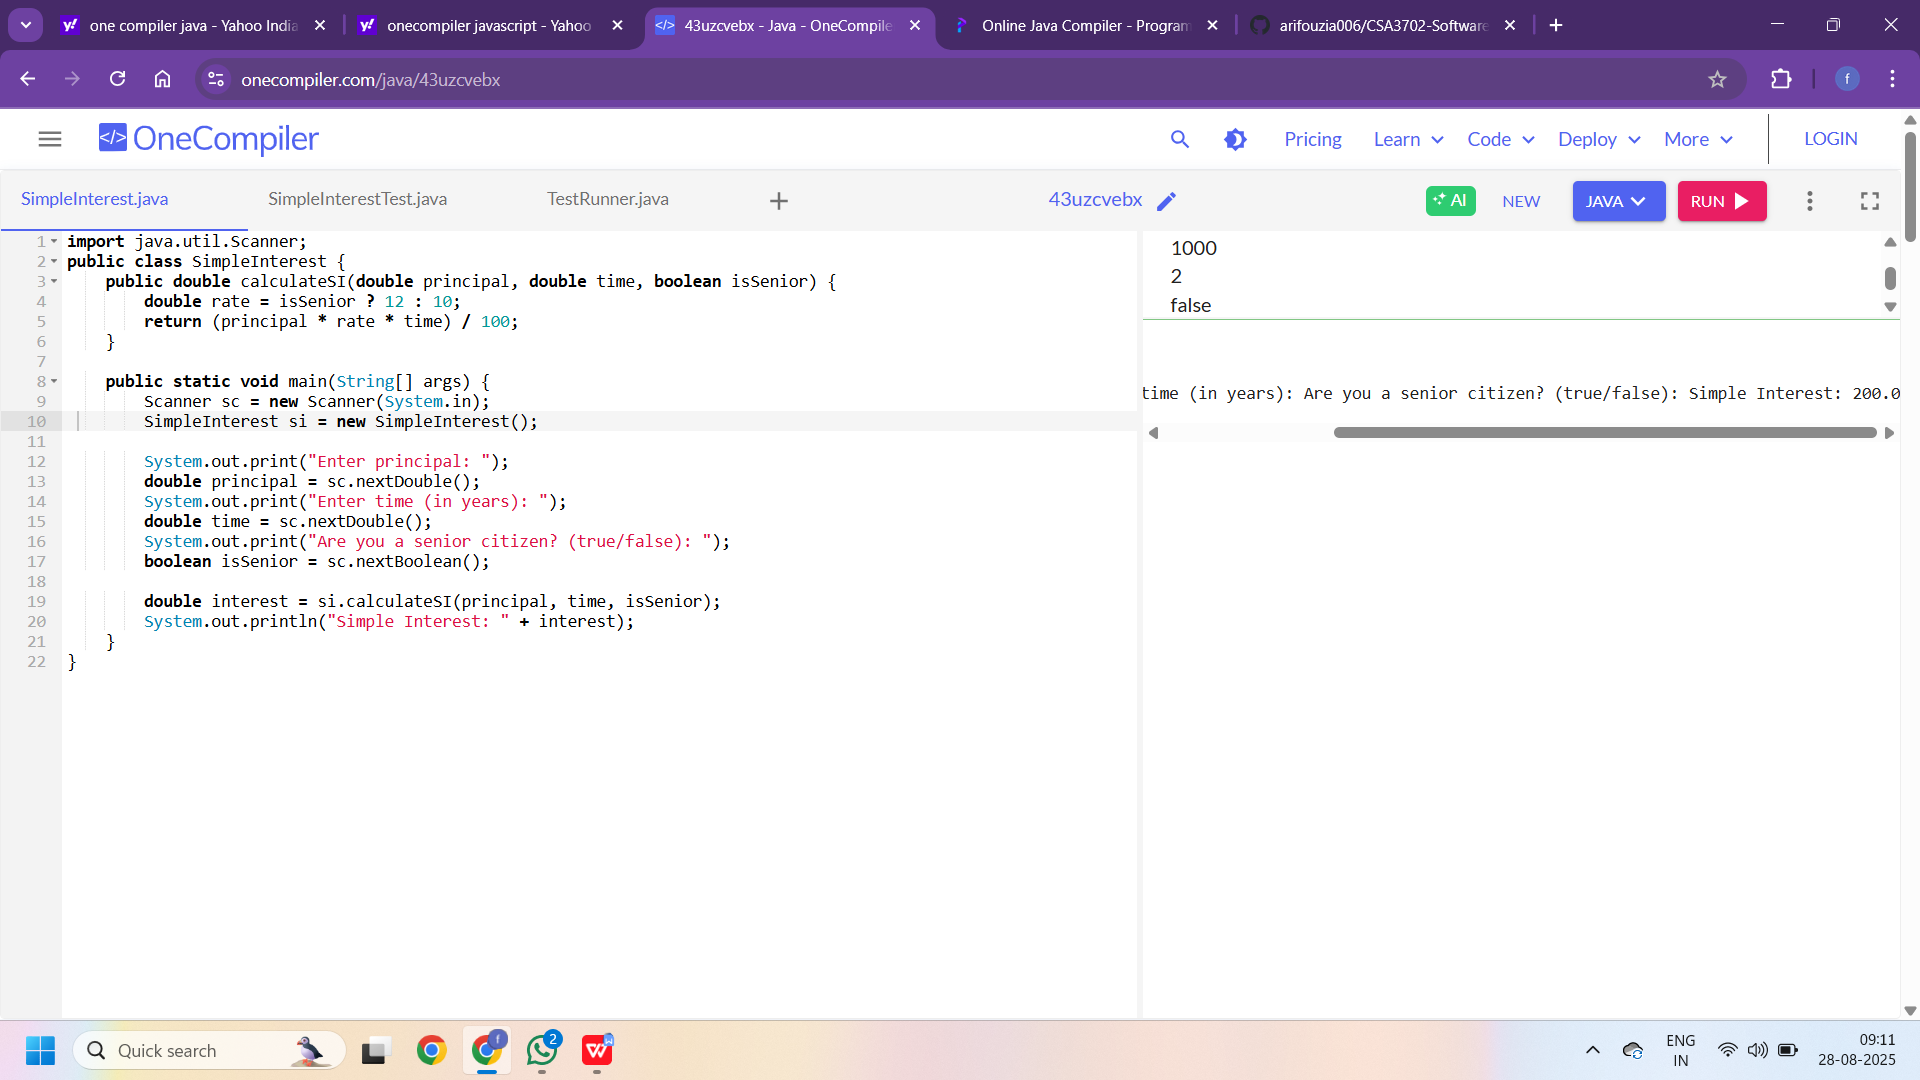 one compiler java - Yahoo India
onecompiler javascript - Yahoo
43uzcvebx - Java - OneCompile
Online Java Compiler - Program
arifouzia006/CSA3702-Software
onecompiler.com/java/43uzcvebx
f
</> OneCompiler
Pricing
Learn
Code
Deploy
More
LOGIN
SimpleInterest.java
SimpleInterestTest.java
TestRunner.java
43uzcvebx
AI
NEW
JAVA
RUN
1 import java.util.Scanner;
2 public class SimpleInterest {
3 public double calculateSI(double principal, double time, boolean isSenior) {
4 double rate = isSenior ? 12 : 10;
5 return (principal * rate * time) / 100;
6 }
7
8 public static void main(String[] args) {
9 Scanner sc = new Scanner(System.in);
10 SimpleInterest si = new SimpleInterest();
11
12 System.out.print("Enter principal: ");
13 double principal = sc.nextDouble();
14 System.out.print("Enter time (in years): ");
15 double time = sc.nextDouble();
16 System.out.print("Are you a senior citizen? (true/false): ");
17 boolean isSenior = sc.nextBoolean();
18
19 double interest = si.calculateSI(principal, time, isSenior);
20 System.out.println("Simple Interest: " + interest);
21 }
22 }
1000
2
false
time (in years): Are you a senior citizen? (true/false): Simple Interest: 200.0
Quick search
f
2
W
ENG
IN
09:11
28-08-2025